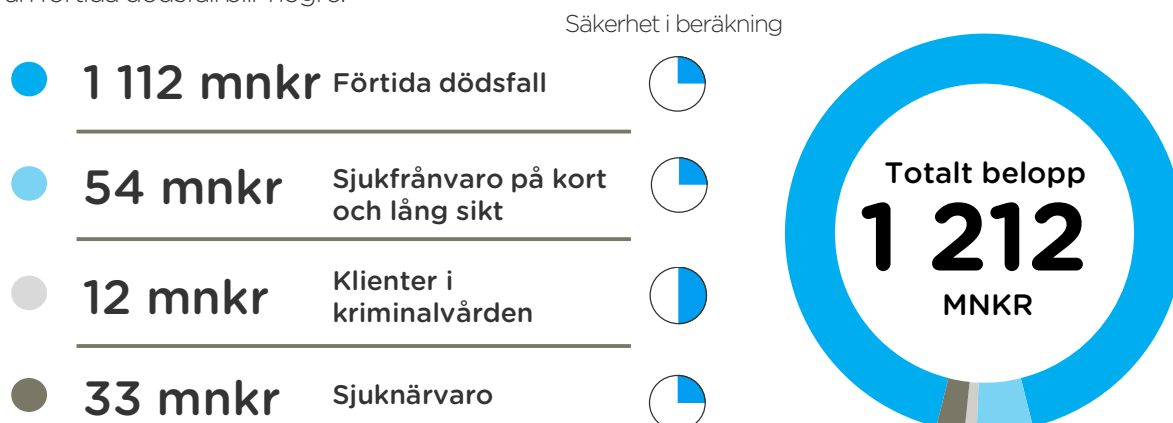 Säkerhet i beräkning
1 112 mnkr Förtida dödsfall
54 mnkr Sjukfrånvaro på kort
och lång sikt
12 mnkr Klienter i
kriminalvården
33 mnkr Sjuknärvaro
Totalt belopp
1 212
MNKR